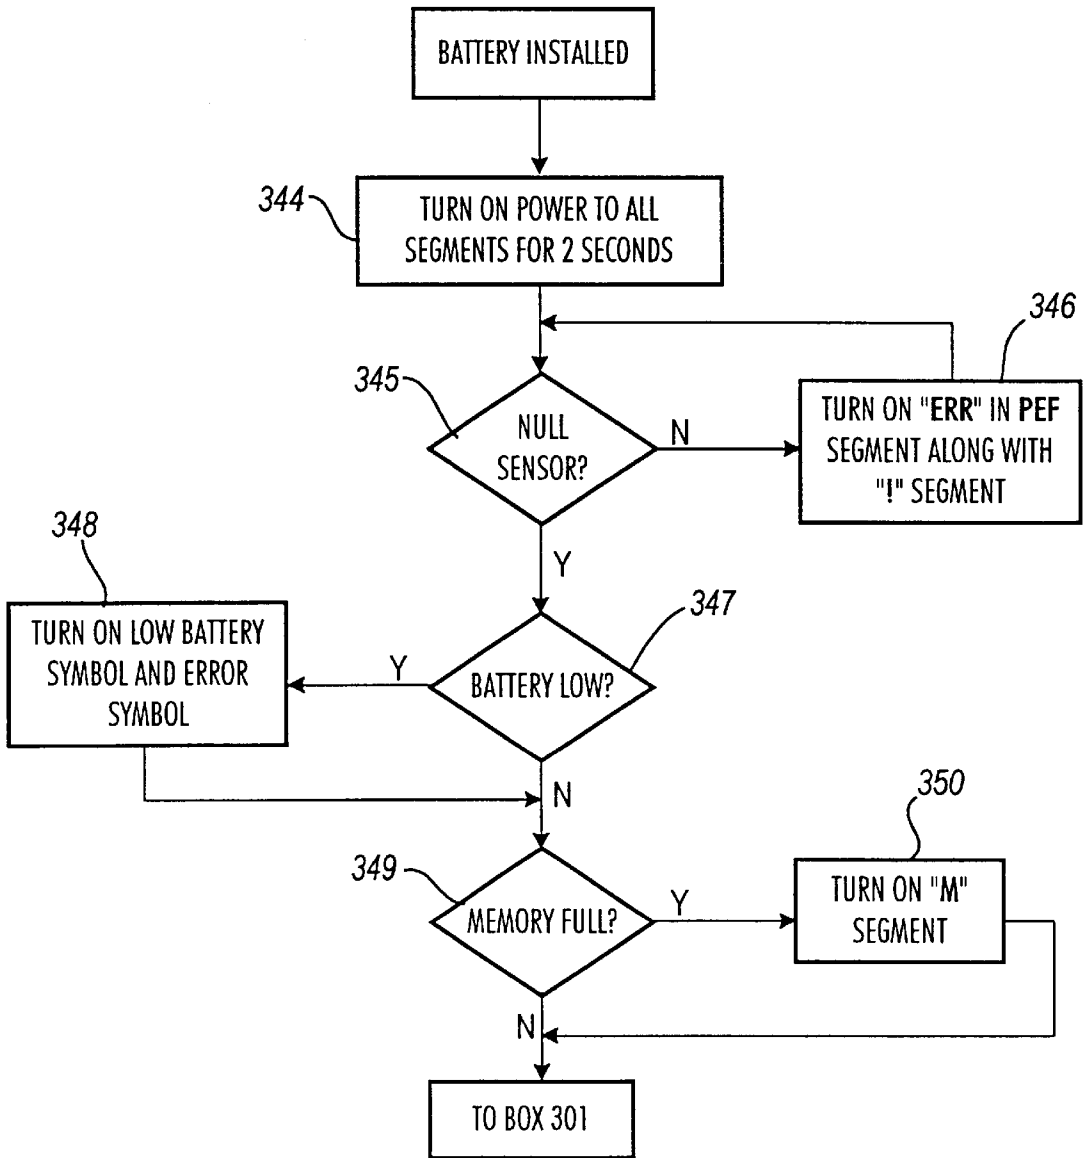 BATTERY INSTALLED
344
TURN ON POWER TO ALL
SEGMENTS FOR 2 SECONDS
346
TURN ON "ERR" IN PEF
SEGMENT ALONG WITH
"!" SEGMENT
345
NULL
SENSOR?
N
Y
348
TURN ON LOW BATTERY
SYMBOL AND ERROR
SYMBOL
347
BATTERY LOW?
Y
N
350
TURN ON "M"
SEGMENT
349
MEMORY FULL?
Y
N
TO BOX 301